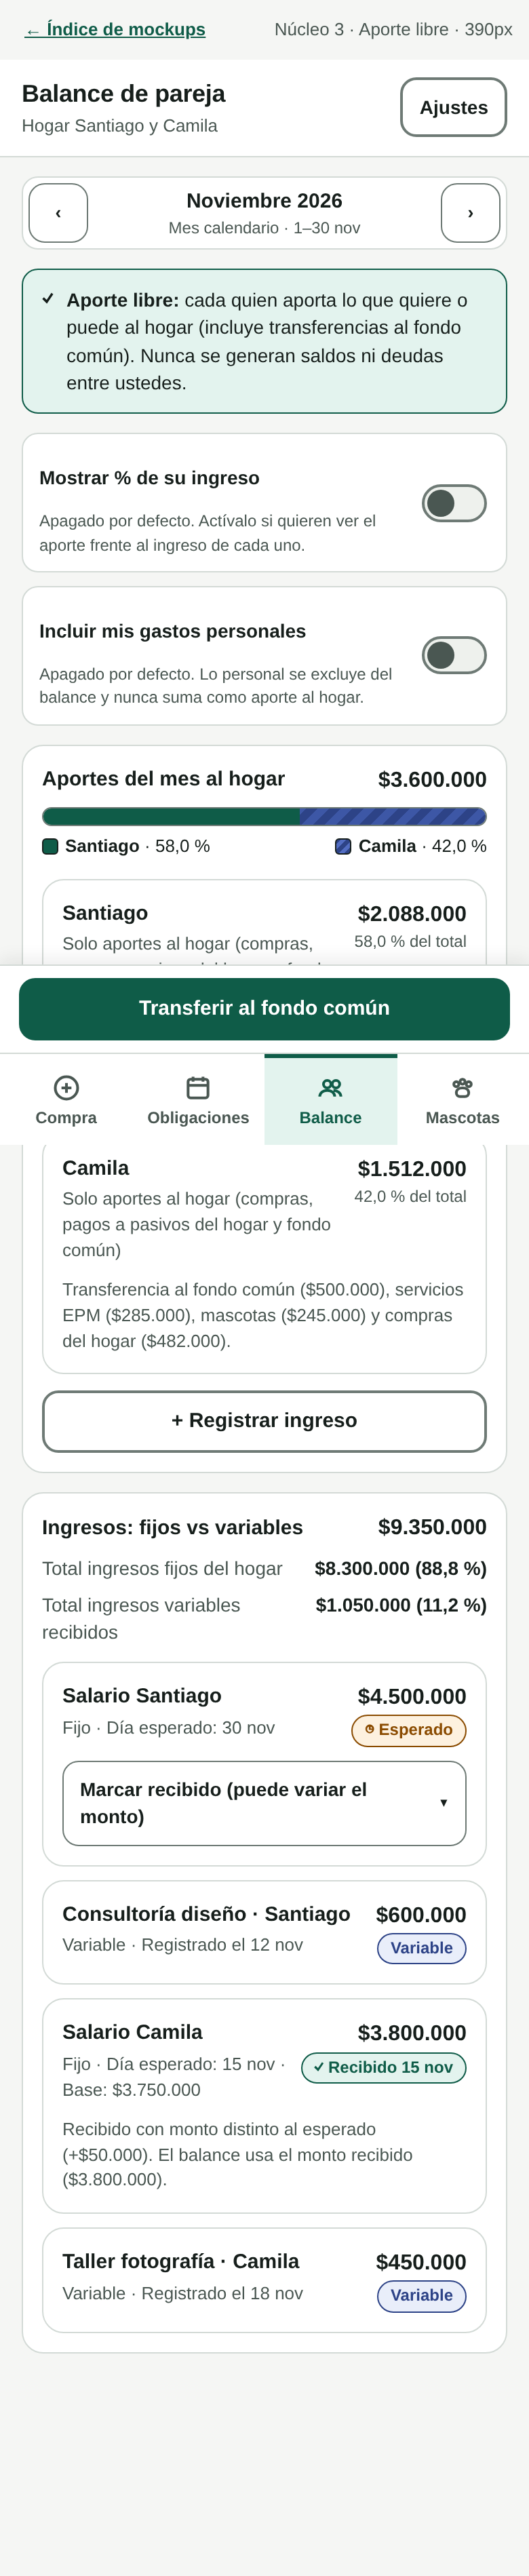 ← Índice de mockups
Núcleo 3 · Aporte libre · 390px
Balance de pareja
Hogar Santiago y Camila
Ajustes
‹
Noviembre 2026
Mes calendario · 1–30 nov
›
✓ Aporte libre: cada quien aporta lo que quiere o
puede al hogar (incluye transferencias al fondo
común). Nunca se generan saldos ni deudas
entre ustedes.
Mostrar % de su ingreso
Apagado por defecto. Actívalo si quieren ver el
aporte frente al ingreso de cada uno.
Incluir mis gastos personales
Apagado por defecto. Lo personal se excluye del
balance y nunca suma como aporte al hogar.
Aportes del mes al hogar
$3.600.000
Santiago · 58,0 %
Camila · 42,0 %
Santiago
$2.088.000
Solo aportes al hogar (compras,
58,0 % del total
Transferir al fondo común
Compra
Obligaciones
Balance
Mascotas
Camila
$1.512.000
Solo aportes al hogar (compras,
42,0 % del total
pagos a pasivos del hogar y fondo
común)
Transferencia al fondo común ($500.000), servicios
EPM ($285.000), mascotas ($245.000) y compras
del hogar ($482.000).
+ Registrar ingreso
Ingresos: fijos vs variables
$9.350.000
Total ingresos fijos del hogar
$8.300.000 (88,8 %)
Total ingresos variables
recibidos
$1.050.000 (11,2 %)
Salario Santiago
$4.500.000
Fijo · Día esperado: 30 nov
Esperado
Marcar recibido (puede variar el
monto)
▼
Consultoría diseño · Santiago
$600.000
Variable · Registrado el 12 nov
Variable
Salario Camila
$3.800.000
Fijo · Día esperado: 15 nov ·
Base: $3.750.000
✓ Recibido 15 nov
Recibido con monto distinto al esperado
(+$50.000). El balance usa el monto recibido
($3.800.000).
Taller fotografía · Camila
$450.000
Variable · Registrado el 18 nov
Variable